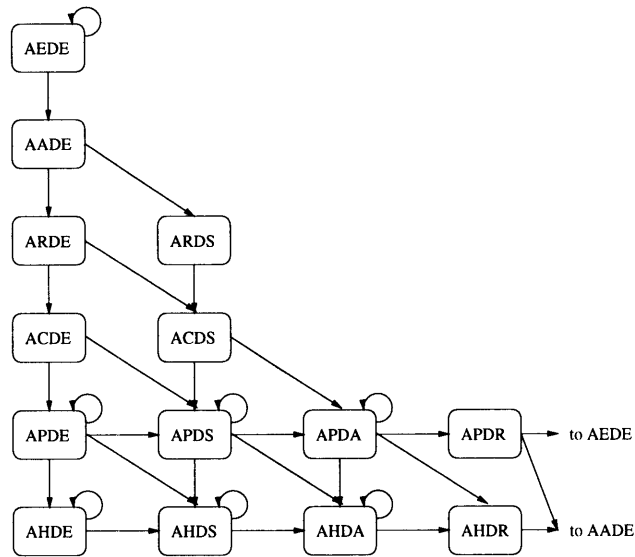 AEDE
AADE
ARDE ARDS
ACDE ACDS
APDE APDS APDA APDR to AEDE
AHDE AHDS AHDA AHDR to AADE